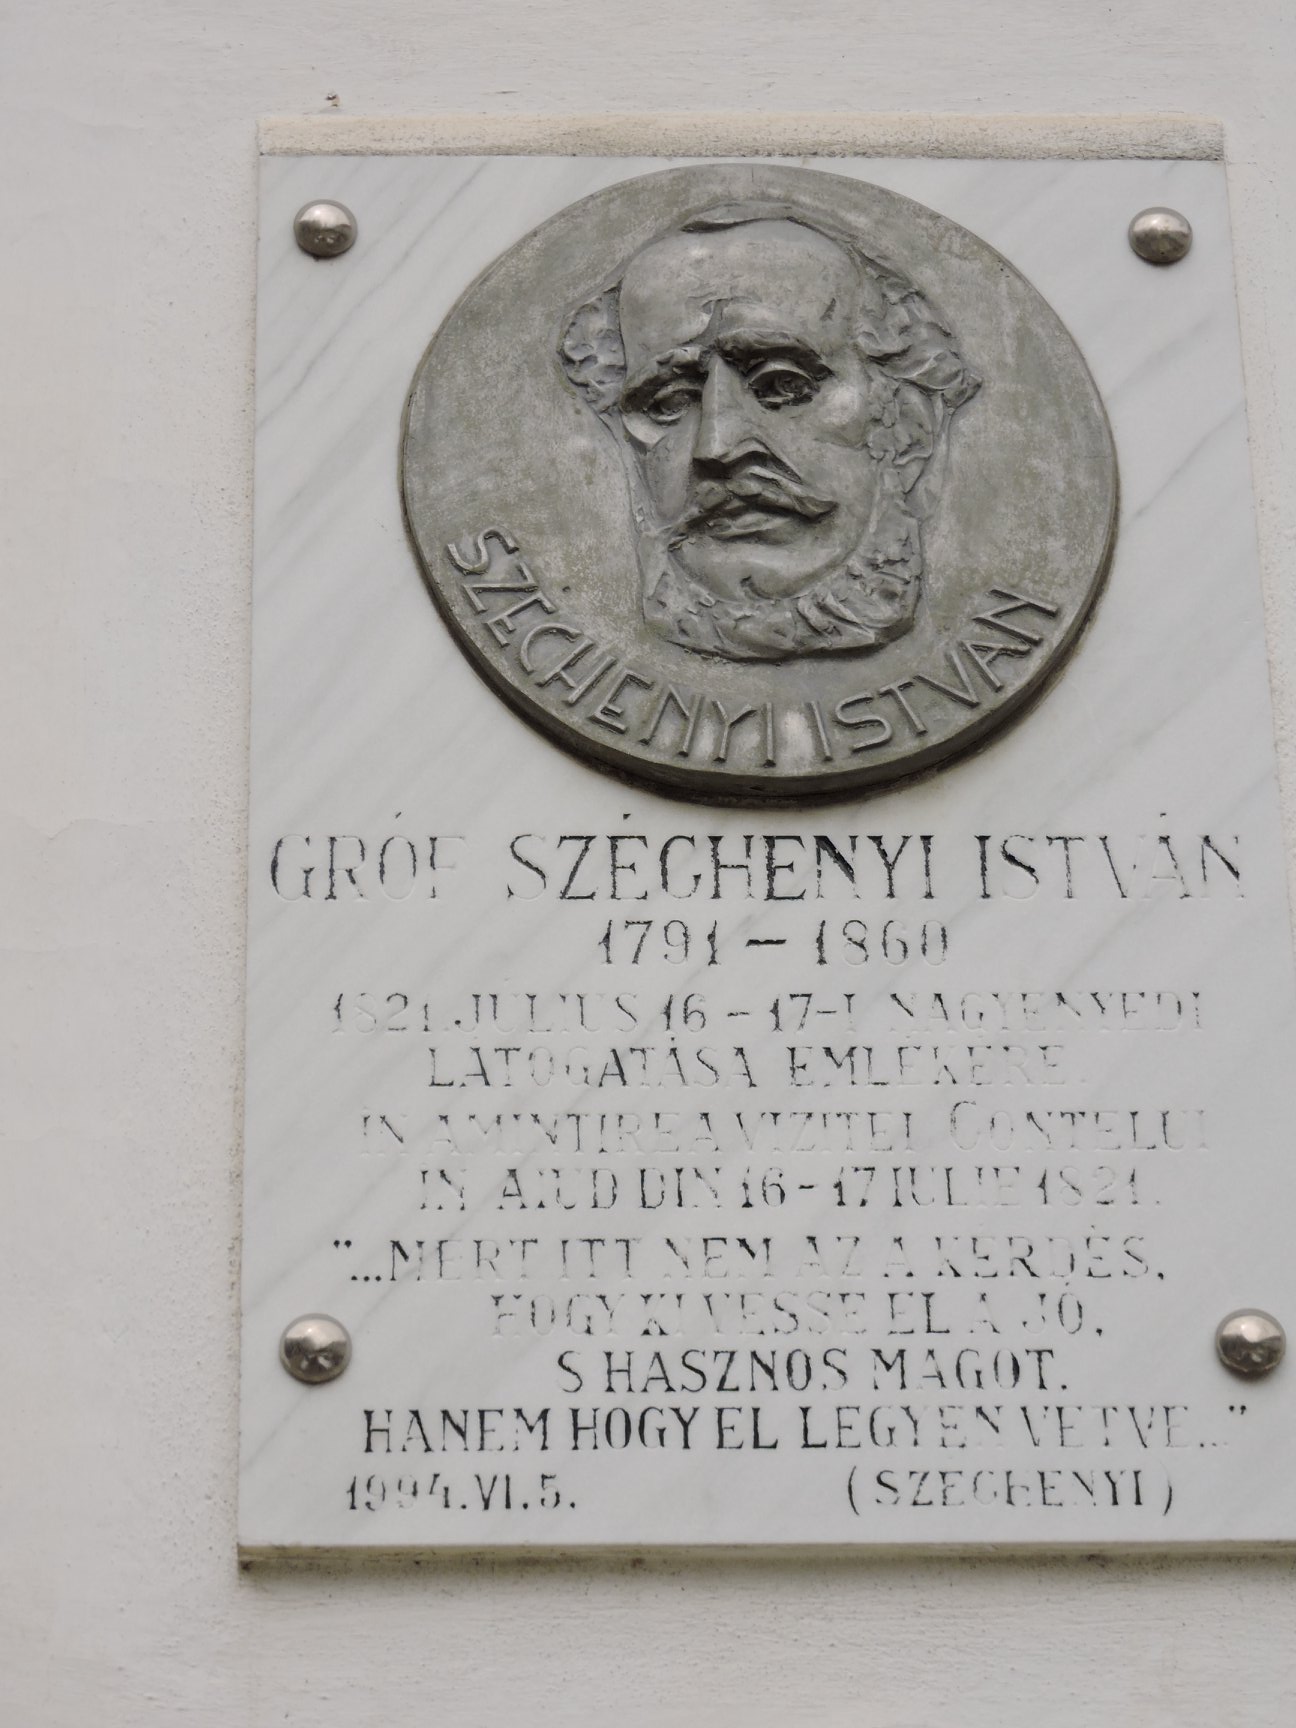 SZÉCHENYI ISTVÁN
GRÓF SZÉCHENYI ISTVÁN
1791 – 1860
1821. JÚLIUS 16 - 17-I NAGYENYEDI
LÁTOGATÁSA EMLÉKÉRE.
IN AMINTIREA VIZITEI CONTELUI
IN AIUD DIN 16 - 17 IULIE 1821.
"...MERT ITT NEM AZ A KÉRDÉS,
HOGY KI VESSE EL A JÓ,
S HASZNOS MAGOT.
HANEM HOGY EL LEGYEN VETVE..."
1994. VI. 5. (SZÉCHENYI)